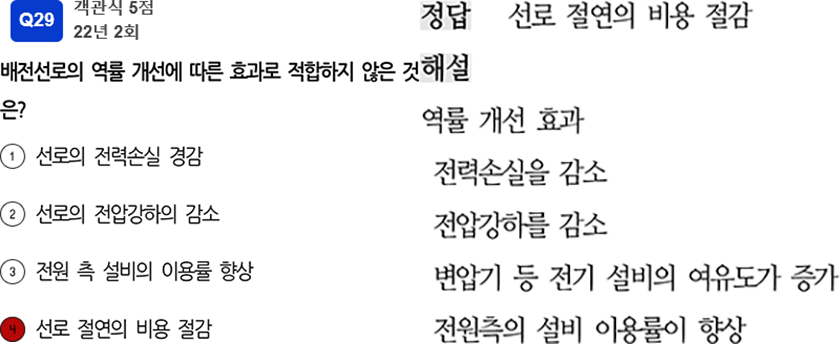 Q29
객관식 5점
22년 2회
배전선로의 역률 개선에 따른 효과로 적합하지 않은 것
은?
1 선로의 전력손실 경감
2 선로의 전압강하의 감소
3 전원 측 설비의 이용률 향상
4 선로 절연의 비용 절감
정답 선로 절연의 비용 절감
해설
역률 개선 효과
전력손실을 감소
전압강하를 감소
변압기 등 전기 설비의 여유도가 증가
전원측의 설비 이용률이 향상